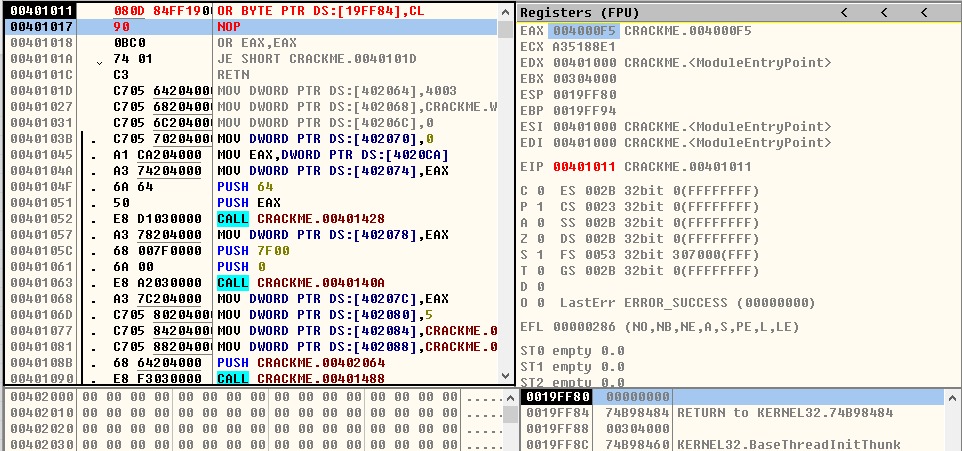 00401011 080D 84FF1900 OR BYTE PTR DS:[19FF84],CL
00401017 90 NOP
00401018 0BC0 OR EAX,EAX
0040101A 74 01 JE SHORT CRACKME.0040101D
0040101C C3 RETN
0040101D C705 64204000 MOV DWORD PTR DS:[402064],4003
00401027 C705 68204000 MOV DWORD PTR DS:[402068],CRACKME.W
00401031 C705 6C204000 MOV DWORD PTR DS:[40206C],0
0040103B . C705 70204000 MOV DWORD PTR DS:[402070],0
00401045 . A1 CA204000 MOV EAX,DWORD PTR DS:[4020CA]
0040104A . A3 74204000 MOV DWORD PTR DS:[402074],EAX
0040104F . 6A 64 PUSH 64
00401051 . 50 PUSH EAX
00401052 . E8 D1030000 CALL CRACKME.00401428
00401057 . A3 78204000 MOV DWORD PTR DS:[402078],EAX
0040105C . 68 007F0000 PUSH 7F00
00401061 . 6A 00 PUSH 0
00401063 . E8 A2030000 CALL CRACKME.0040140A
00401068 . A3 7C204000 MOV DWORD PTR DS:[40207C],EAX
0040106D . C705 80204000 MOV DWORD PTR DS:[402080],5
00401077 . C705 84204000 MOV DWORD PTR DS:[402084],CRACKME.0
00401081 . C705 88204000 MOV DWORD PTR DS:[402088],CRACKME.0
0040108B . 68 64204000 PUSH CRACKME.00402064
00401090 . E8 F3030000 CALL CRACKME.00401488
Registers (FPU) < < <
EAX 004000F5 CRACKME.004000F5
ECX A35188E1
EDX 00401000 CRACKME.<ModuleEntryPoint>
EBX 00304000
ESP 0019FF80
EBP 0019FF94
ESI 00401000 CRACKME.<ModuleEntryPoint>
EDI 00401000 CRACKME.<ModuleEntryPoint>
EIP 00401011 CRACKME.00401011
C 0 ES 002B 32bit 0(FFFFFFFF)
P 1 CS 0023 32bit 0(FFFFFFFF)
A 0 SS 002B 32bit 0(FFFFFFFF)
Z 0 DS 002B 32bit 0(FFFFFFFF)
S 1 FS 0053 32bit 307000(FFF)
T 0 GS 002B 32bit 0(FFFFFFFF)
D 0
O 0 LastErr ERROR_SUCCESS (00000000)
EFL 00000286 (NO,NB,NE,A,S,PE,L,LE)
ST0 empty 0.0
ST1 empty 0.0
ST2 empty 0.0
00402000 00 00 00 00 00 00 00 00 00 00 00 00 00 00 00 00 .....
00402010 00 00 00 00 00 00 00 00 00 00 00 00 00 00 00 00 .....
00402020 00 00 00 00 00 00 00 00 00 00 00 00 00 00 00 00 .....
00402030 00 00 00 00 00 00 00 00 00 00 00 00 00 00 00 00 .....
0019FF80 00000000
0019FF84 74B98484 RETURN to KERNEL32.74B98484
0019FF88 00304000
0019FF8C 74B98460 KERNEL32.BaseThreadInitThunk